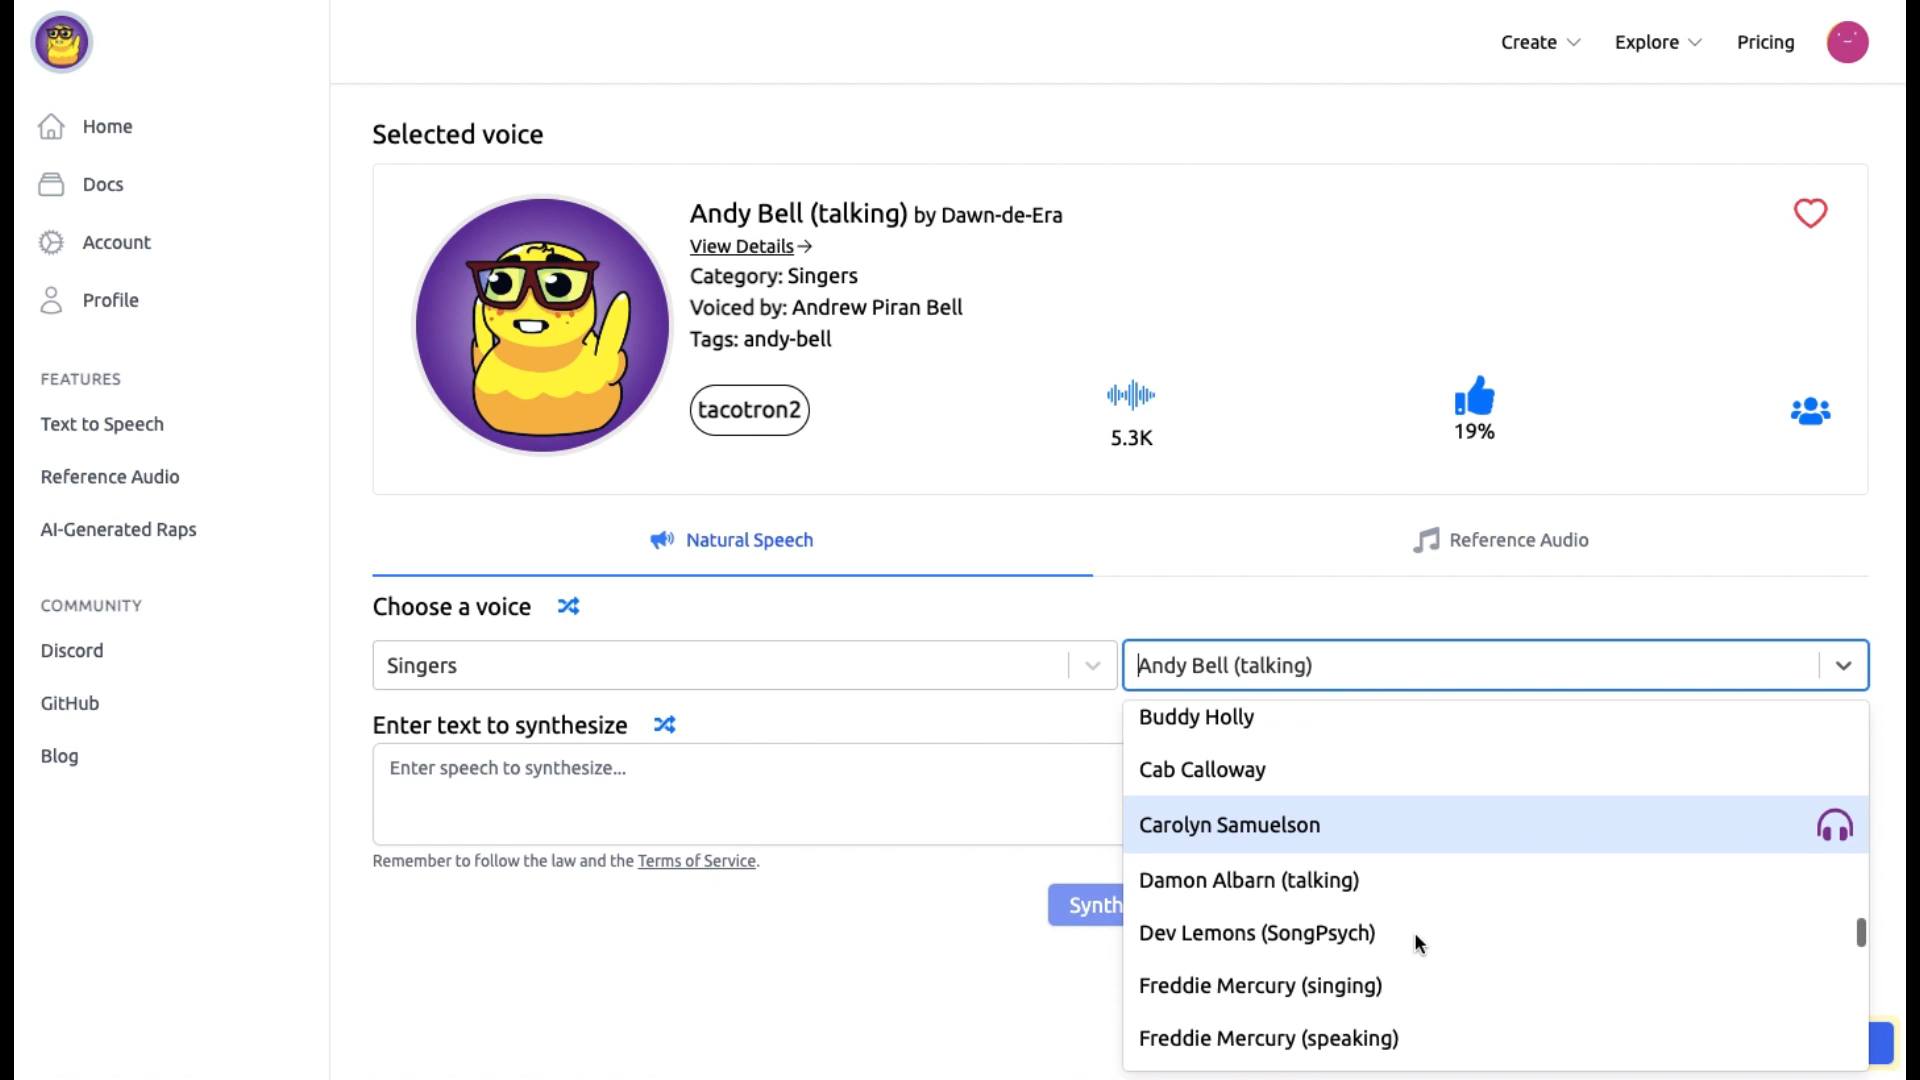 Create
Explore
Pricing
Home
Docs
Account
Profile
FEATURES
Text to Speech
Reference Audio
AI-Generated Raps
COMMUNITY
Discord
GitHub
Blog
Selected voice
Andy Bell (talking) by Dawn-de-Era
View Details
Category: Singers
Voiced by: Andrew Piran Bell
Tags: andy-bell
tacotron2
5.3K
19%
Natural Speech
Reference Audio
Choose a voice
Singers
Andy Bell (talking)
Enter text to synthesize
Enter speech to synthesize...
Remember to follow the law and the Terms of Service.
Synth
Buddy Holly
Cab Calloway
Carolyn Samuelson
Damon Albarn (talking)
Dev Lemons (SongPsych)
Freddie Mercury (singing)
Freddie Mercury (speaking)